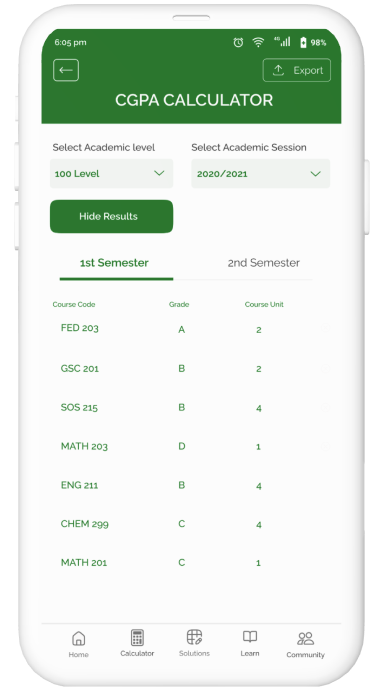 6:05 pm 4G 98%
Export
CGPA CALCULATOR
Select Academic level Select Academic Session
100 Level 2020/2021
Hide Results
1st Semester 2nd Semester
Course Code Grade Course Unit
FED 203 A 2
GSC 201 B 2
SOS 215 B 4
MATH 203 D 1
ENG 211 B 4
CHEM 299 C 4
MATH 201 C 1
Home Calculator Solutions Learn Community